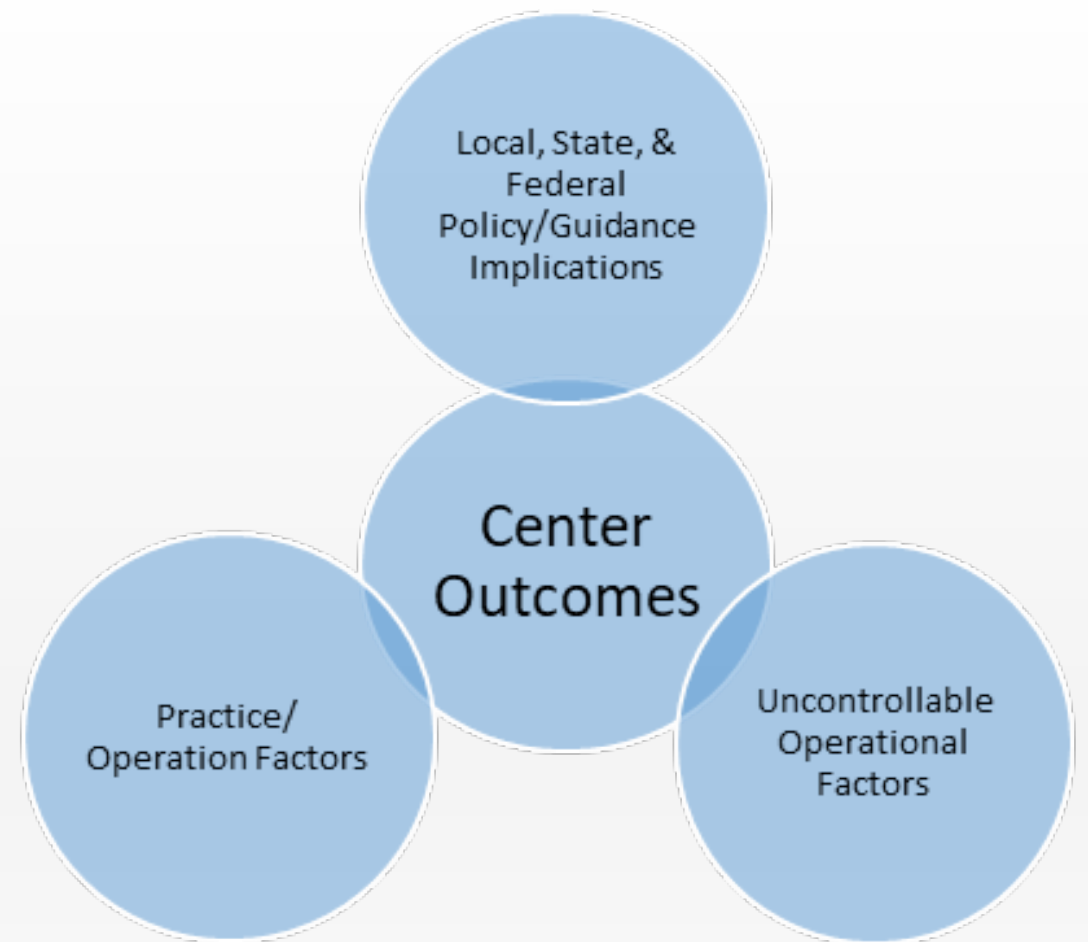 Local, State, &
Federal
Policy/Guidance
Implications
Center
Outcomes
Practice/
Operation Factors
Uncontrollable
Operational
Factors